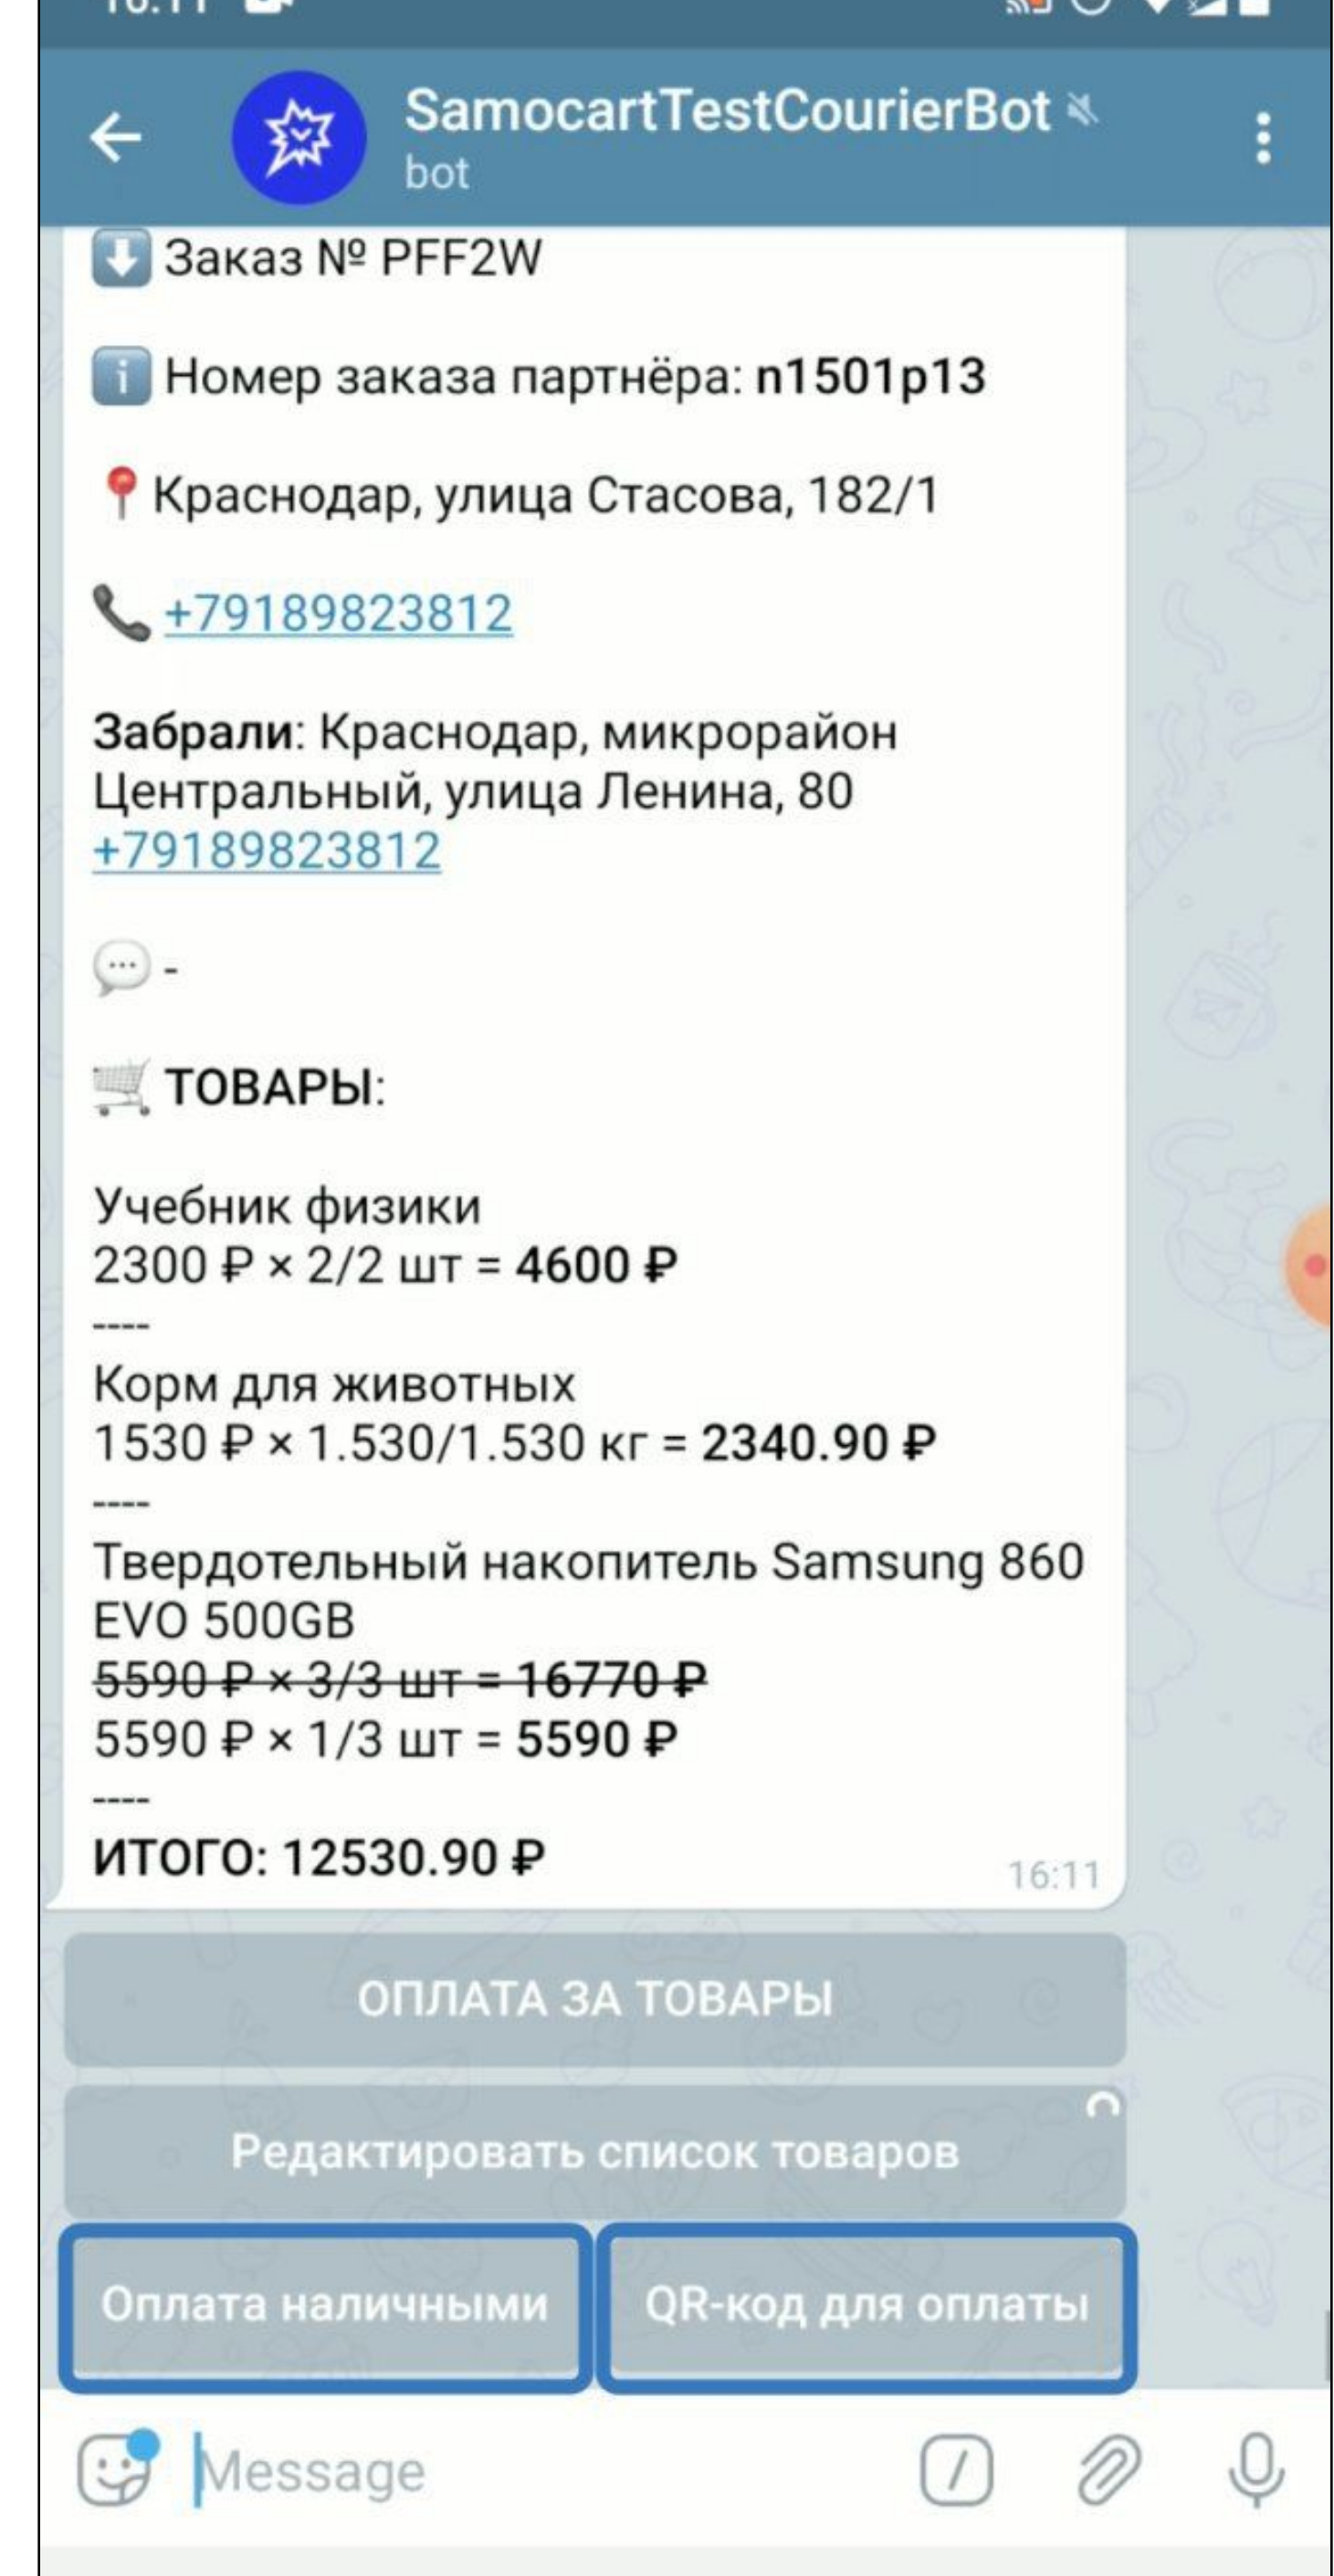 16:11
SamocartTestCourierBot
bot
Заказ № PFF2W
Номер заказа партнёра: n1501p13
Краснодар, улица Стасова, 182/1
+79189823812
Забрали: Краснодар, микрорайон
Центральный, улица Ленина, 80
+79189823812
-
ТОВАРЫ:
Учебник физики
2300 ₽ × 2/2 шт = 4600 ₽
----
Корм для животных
1530 ₽ × 1.530/1.530 кг = 2340.90 ₽
----
Твердотельный накопитель Samsung 860
EVO 500GB
5590 ₽ × 3/3 шт = 16770 ₽
5590 ₽ × 1/3 шт = 5590 ₽
----
ИТОГО: 12530.90 ₽
16:11
ОПЛАТА ЗА ТОВАРЫ
Редактировать список товаров
Оплата наличными QR-код для оплаты
Message